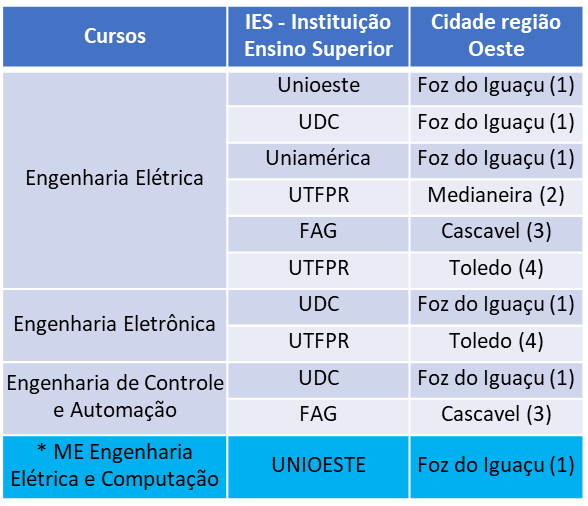 Cursos
IES - Instituição
Ensino Superior
Cidade região
Oeste
Engenharia Elétrica
Unioeste
Foz do Iguaçu (1)
UDC
Foz do Iguaçu (1)
Uniamérica
Foz do Iguaçu (1)
UTFPR
Medianeira (2)
FAG
Cascavel (3)
UTFPR
Toledo (4)
Engenharia Eletrônica
UDC
Foz do Iguaçu (1)
UTFPR
Toledo (4)
Engenharia de Controle
e Automação
UDC
Foz do Iguaçu (1)
FAG
Cascavel (3)
* ME Engenharia
Elétrica e Computação
UNIOESTE
Foz do Iguaçu (1)